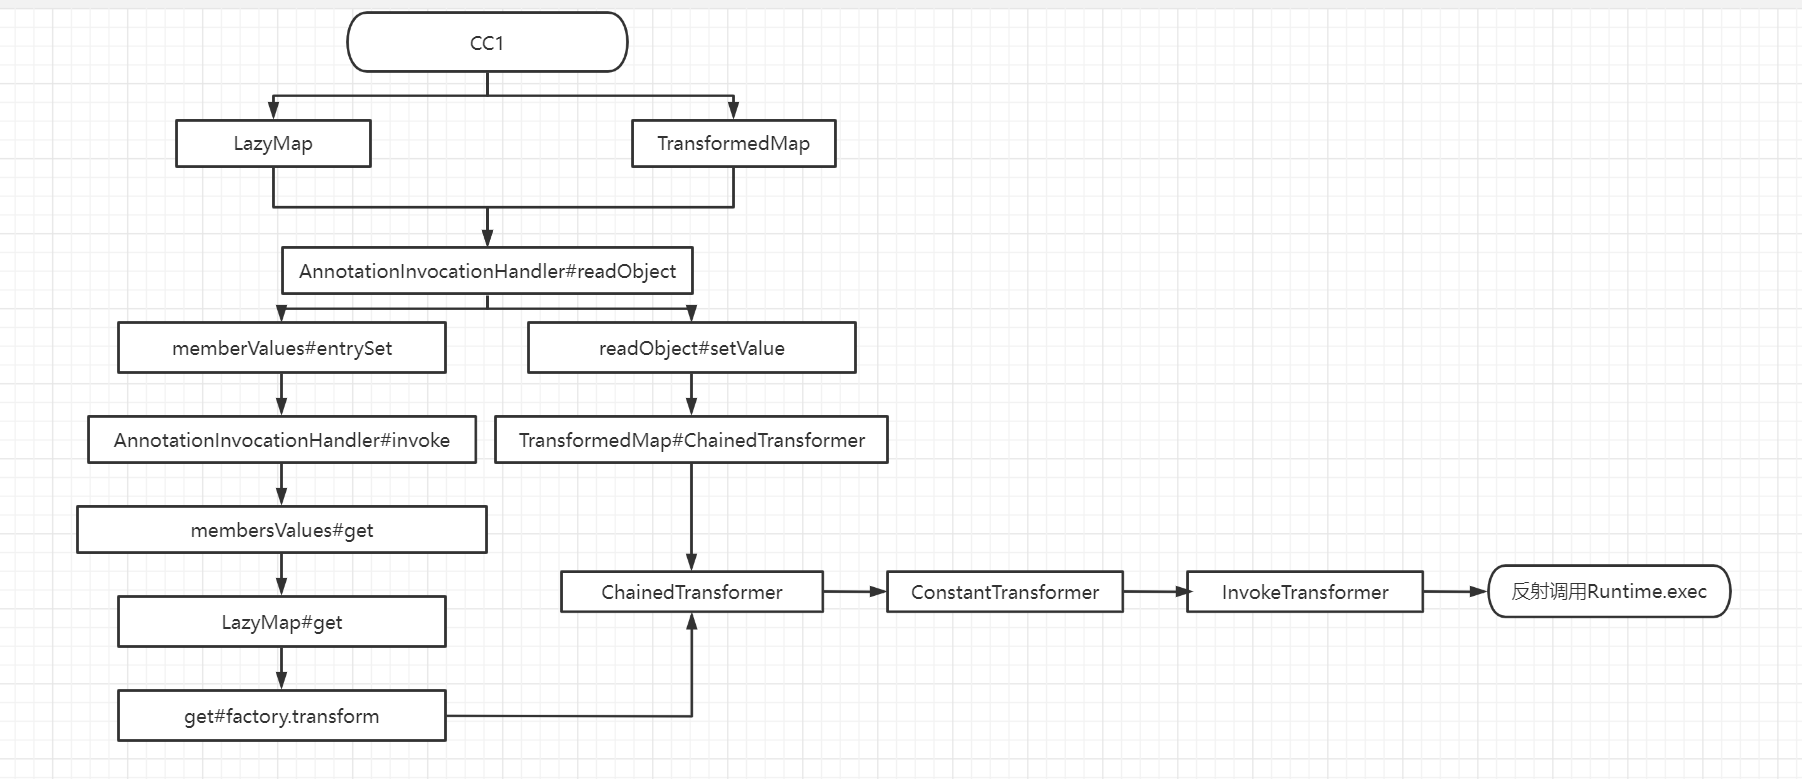 CC1
LazyMap
TransformedMap
AnnotationInvocationHandler#readObject
memberValues#entrySet
readObject#setValue
AnnotationInvocationHandler#invoke
TransformedMap#ChainedTransformer
membersValues#get
ChainedTransformer
ConstantTransformer
InvokeTransformer
反射调用Runtime.exec
LazyMap#get
get#factory.transform